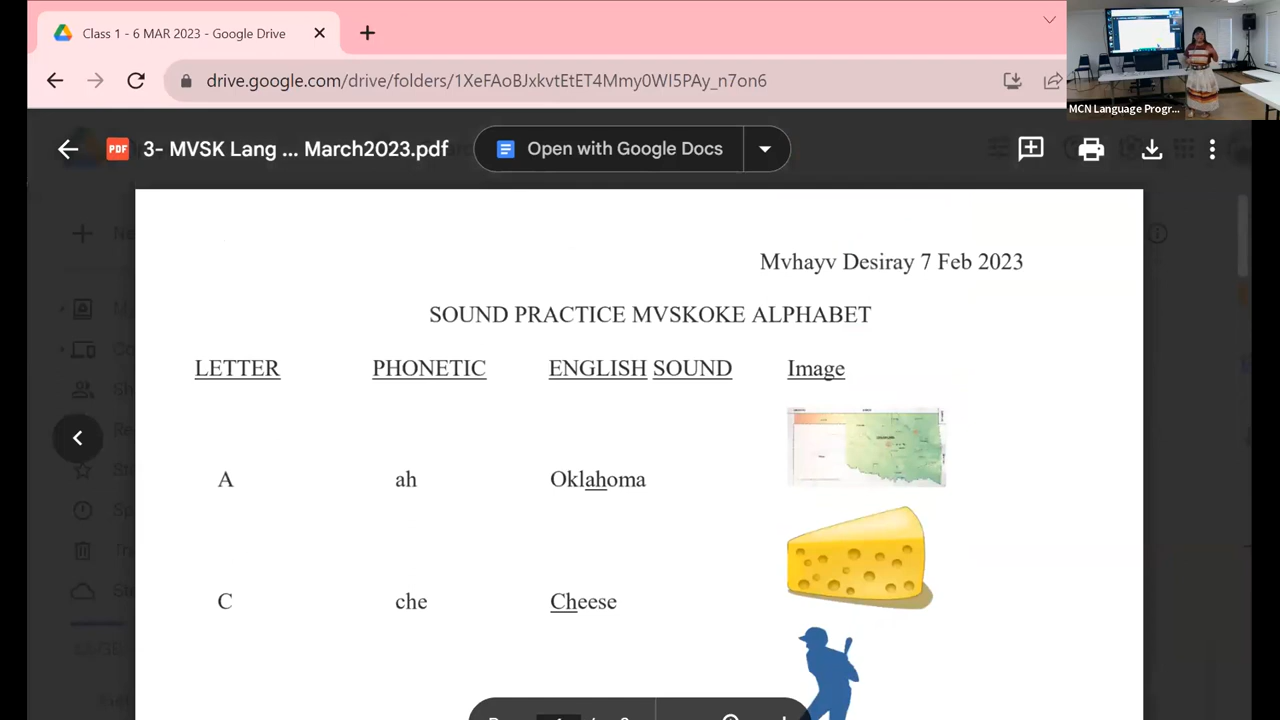 Class 1 - 6 MAR 2023 - Google Drive
drive.google.com/drive/folders/1XeFAoBJxkvtEtET4Mmy0WI5PAy_n7on6
MCN Language Progr...
PDF
3- MVSK Lang ... March2023.pdf
Open with Google Docs
Mvhayv Desiray 7 Feb 2023
SOUND PRACTICE MVSKOKE ALPHABET
LETTER PHONETIC ENGLISH SOUND Image
A ah Oklahoma
C che Cheese